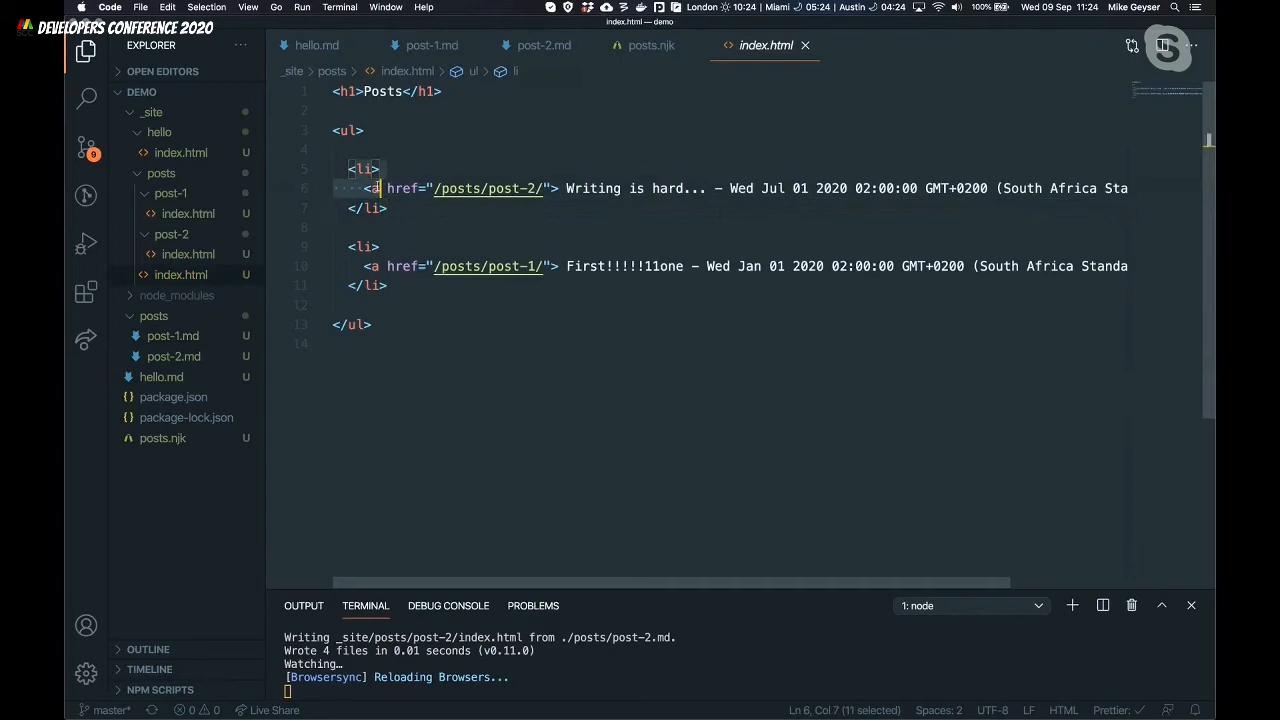 Code File Edit Selection View Go Run Terminal Window Help London 10:24 Miami 05:24 Austin 04:24 100% Wed 09 Sep 11:24 Mike Geyser
DEVELOPERS CONFERENCE 2020
index.html — demo
EXPLORER
hello.md post-1.md post-2.md posts.njk index.html
OPEN EDITORS
_site > posts > index.html > ul > li
DEMO
_site
hello
index.html U
posts
post-1
index.html U
post-2
index.html U
index.html U
node_modules
posts
post-1.md U
post-2.md U
hello.md U
package.json
package-lock.json U
posts.njk U
9
1 <h1>Posts</h1>
2
3 <ul>
4
5 <li>
6 <a href="/posts/post-2/"> Writing is hard... - Wed Jul 01 2020 02:00:00 GMT+0200 (South Africa Sta
7 </li>
8
9 <li>
10 <a href="/posts/post-1/"> First!!!!!11one - Wed Jan 01 2020 02:00:00 GMT+0200 (South Africa Standa
11 </li>
12
13 </ul>
14
OUTPUT TERMINAL DEBUG CONSOLE PROBLEMS 1: node
Writing _site/posts/post-2/index.html from ./posts/post-2.md.
Wrote 4 files in 0.01 seconds (v0.11.0)
Watching…
[Browsersync] Reloading Browsers...
OUTLINE
TIMELINE
NPM SCRIPTS
master* 0 0 Live Share Ln 6, Col 7 (11 selected) Spaces: 2 UTF-8 LF HTML Prettier: ✓